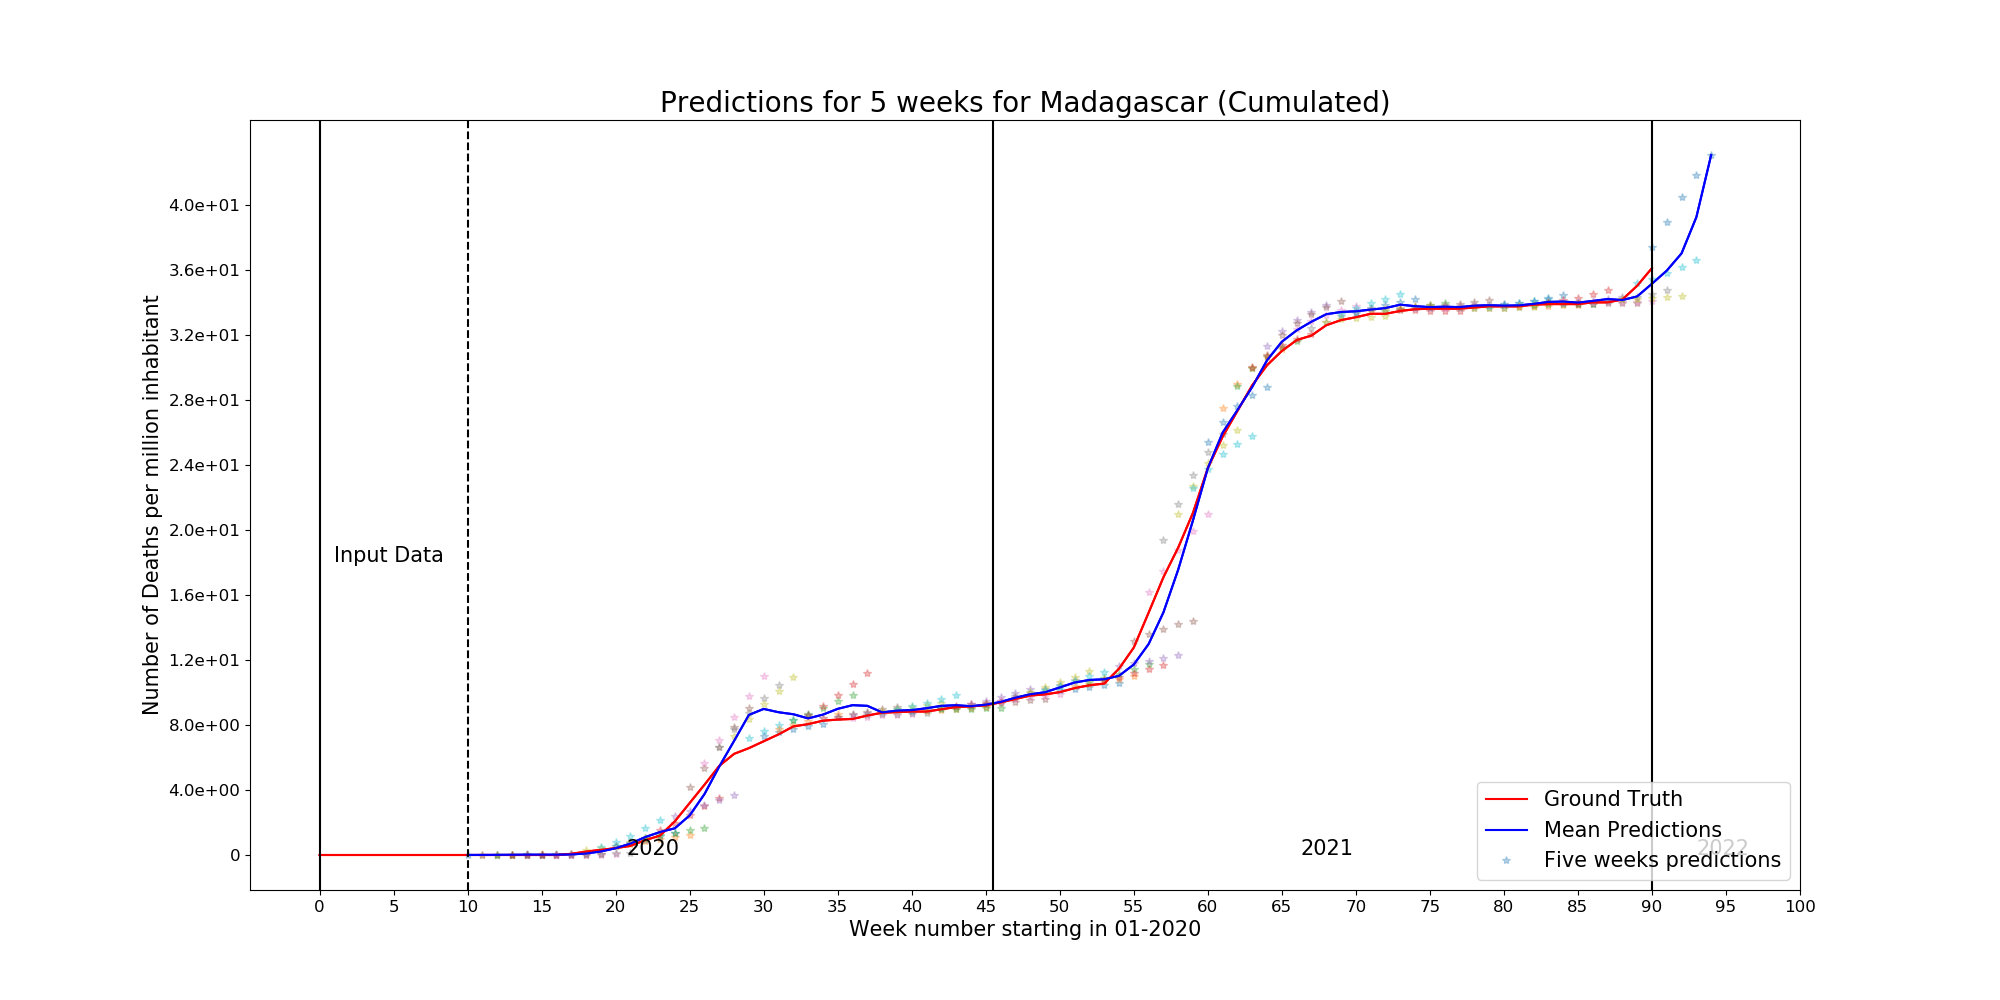 Predictions for 5 weeks for Madagascar (Cumulated)
Number of Deaths per million inhabitant
4.0e+01
3.6e+01
3.2e+01
2.8e+01
2.4e+01
2.0e+01
1.6e+01
1.2e+01
8.0e+00
4.0e+00
0
Input Data
2020
2021
2022
Ground Truth
Mean Predictions
Five weeks predictions
0 5 10 15 20 25 30 35 40 45 50 55 60 65 70 75 80 85 90 95 100
Week number starting in 01-2020